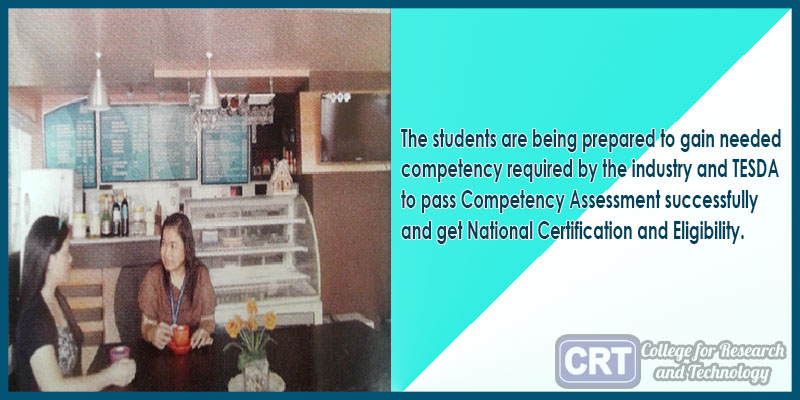 The students are being prepared to gain needed
competency required by the industry and TESDA
to pass Competency Assessment successfully
and get National Certification and Eligibility.
CRT College for Research
and Technology